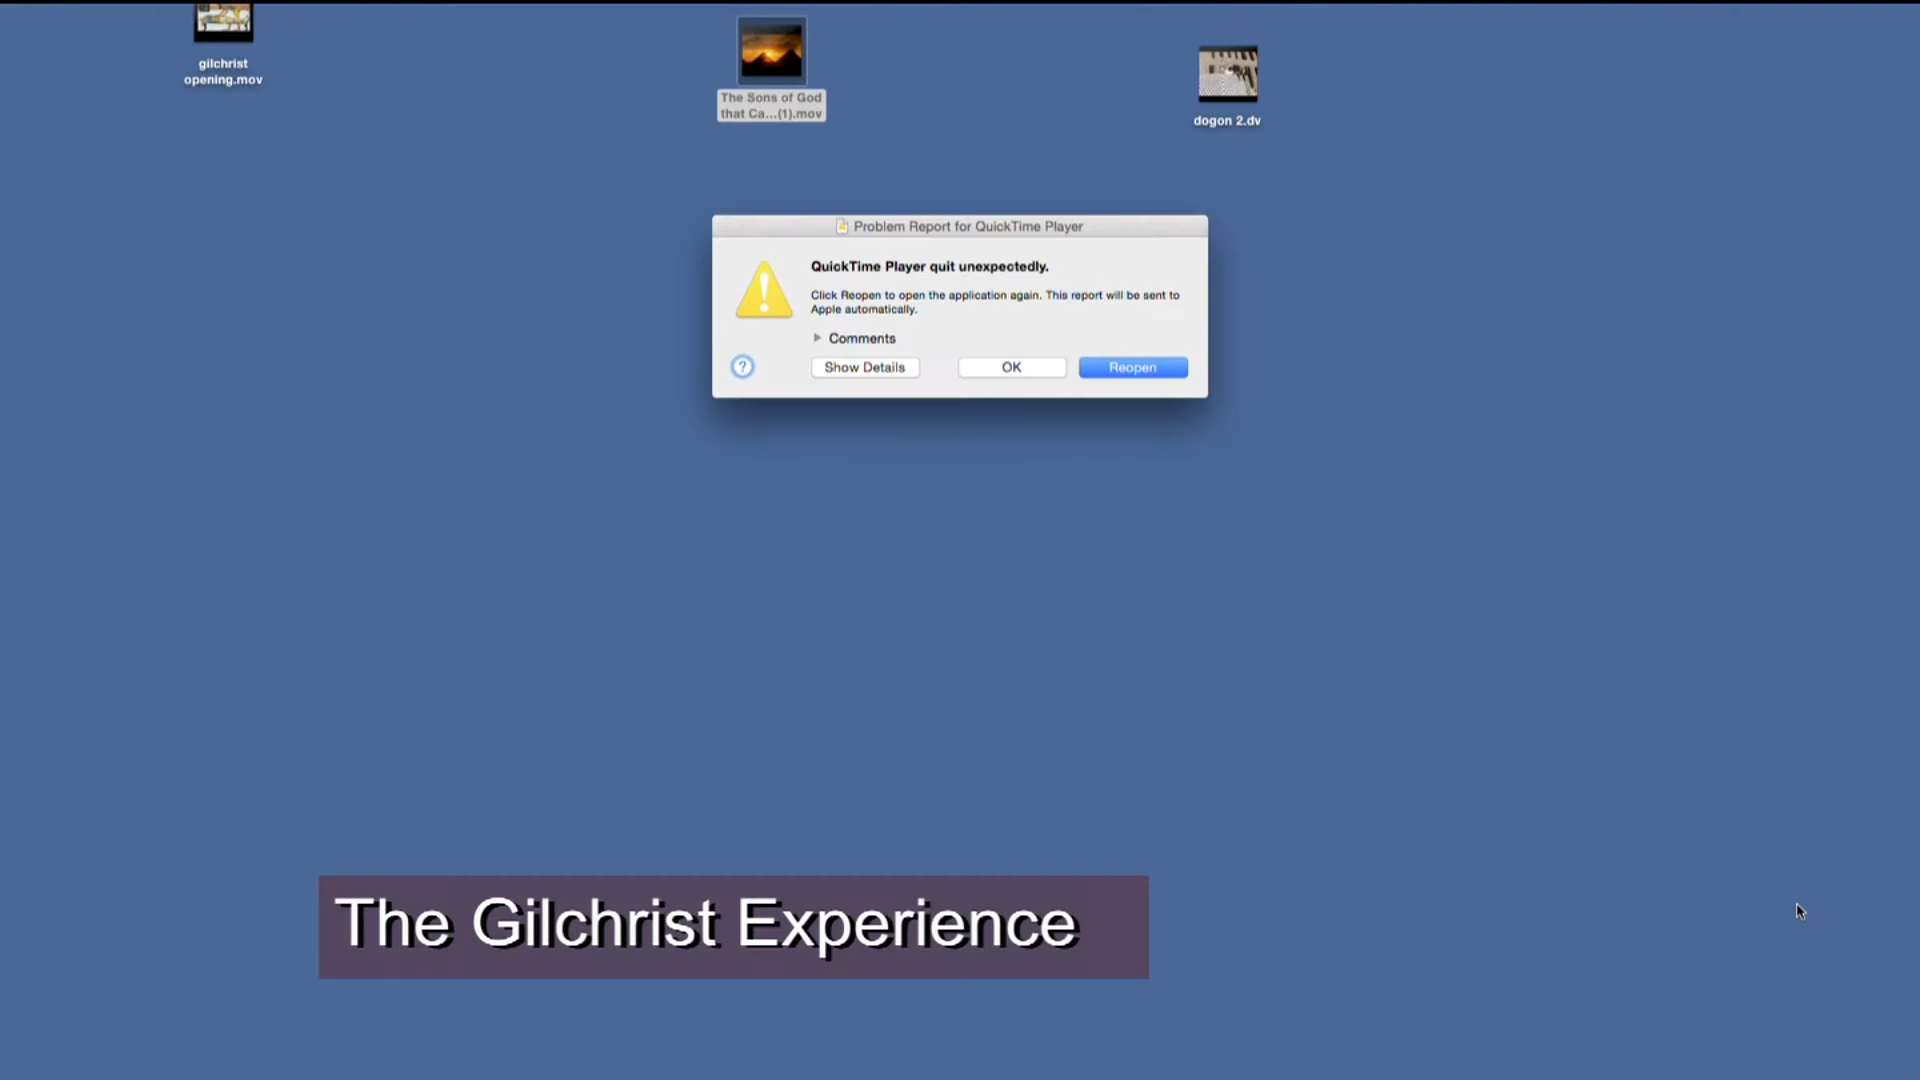 gilchrist
opening.mov
The Sons of God
that Ca...(1).mov
dogon 2.dv
Problem Report for QuickTime Player
QuickTime Player quit unexpectedly.
Click Reopen to open the application again. This report will be sent to
Apple automatically.
Comments
?
Show Details
OK
Reopen
The Gilchrist Experience